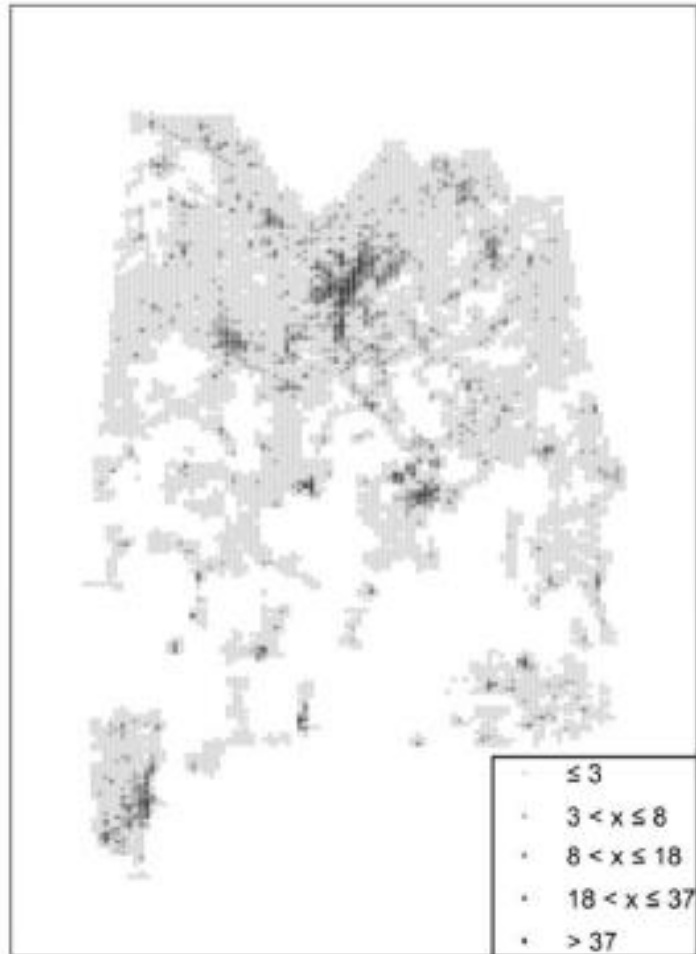 ≤ 3
3 < x ≤ 8
8 < x ≤ 18
18 < x ≤ 37
> 37